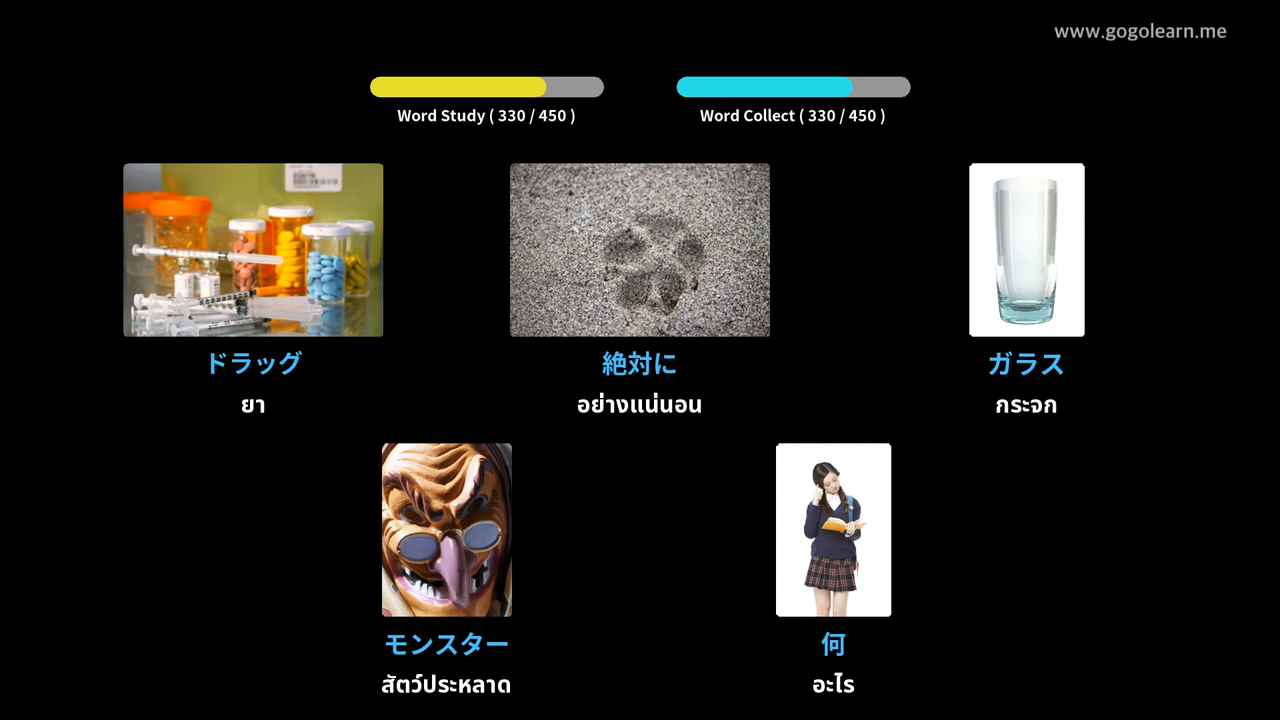 www.gogolearn.me
Word Study ( 330 / 450 )
Word Collect ( 330 / 450 )
ドラッグ
ยา
絶対に
อย่างแน่นอน
ガラス
กระจก
モンスター
สัตว์ประหลาด
何
อะไร